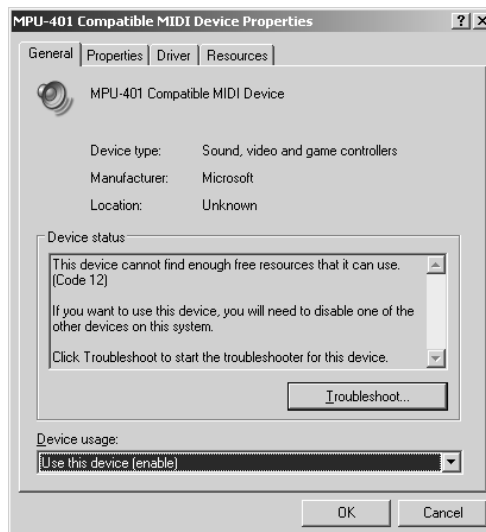 MPU-401 Compatible MIDI Device Properties
General Properties Driver Resources
MPU-401 Compatible MIDI Device
Device type: Sound, video and game controllers
Manufacturer: Microsoft
Location: Unknown
Device status
This device cannot find enough free resources that it can use.
(Code 12)
If you want to use this device, you will need to disable one of the
other devices on this system.
Click Troubleshoot to start the troubleshooter for this device.
Troubleshoot...
Device usage:
Use this device (enable)
OK Cancel